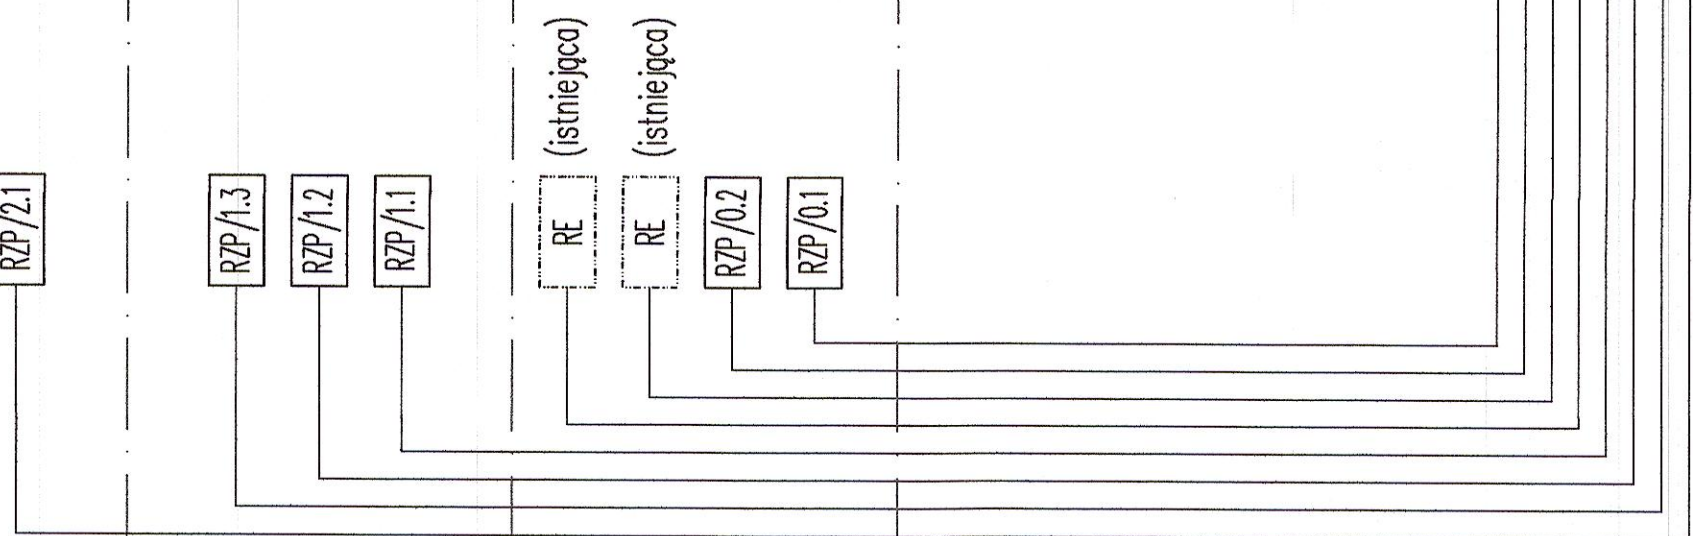 RZP/2.1
RZP/1.3
RZP/1.2
RZP/1.1
RE (istniejąca)
RE (istniejąca)
RZP/0.2
RZP/0.1